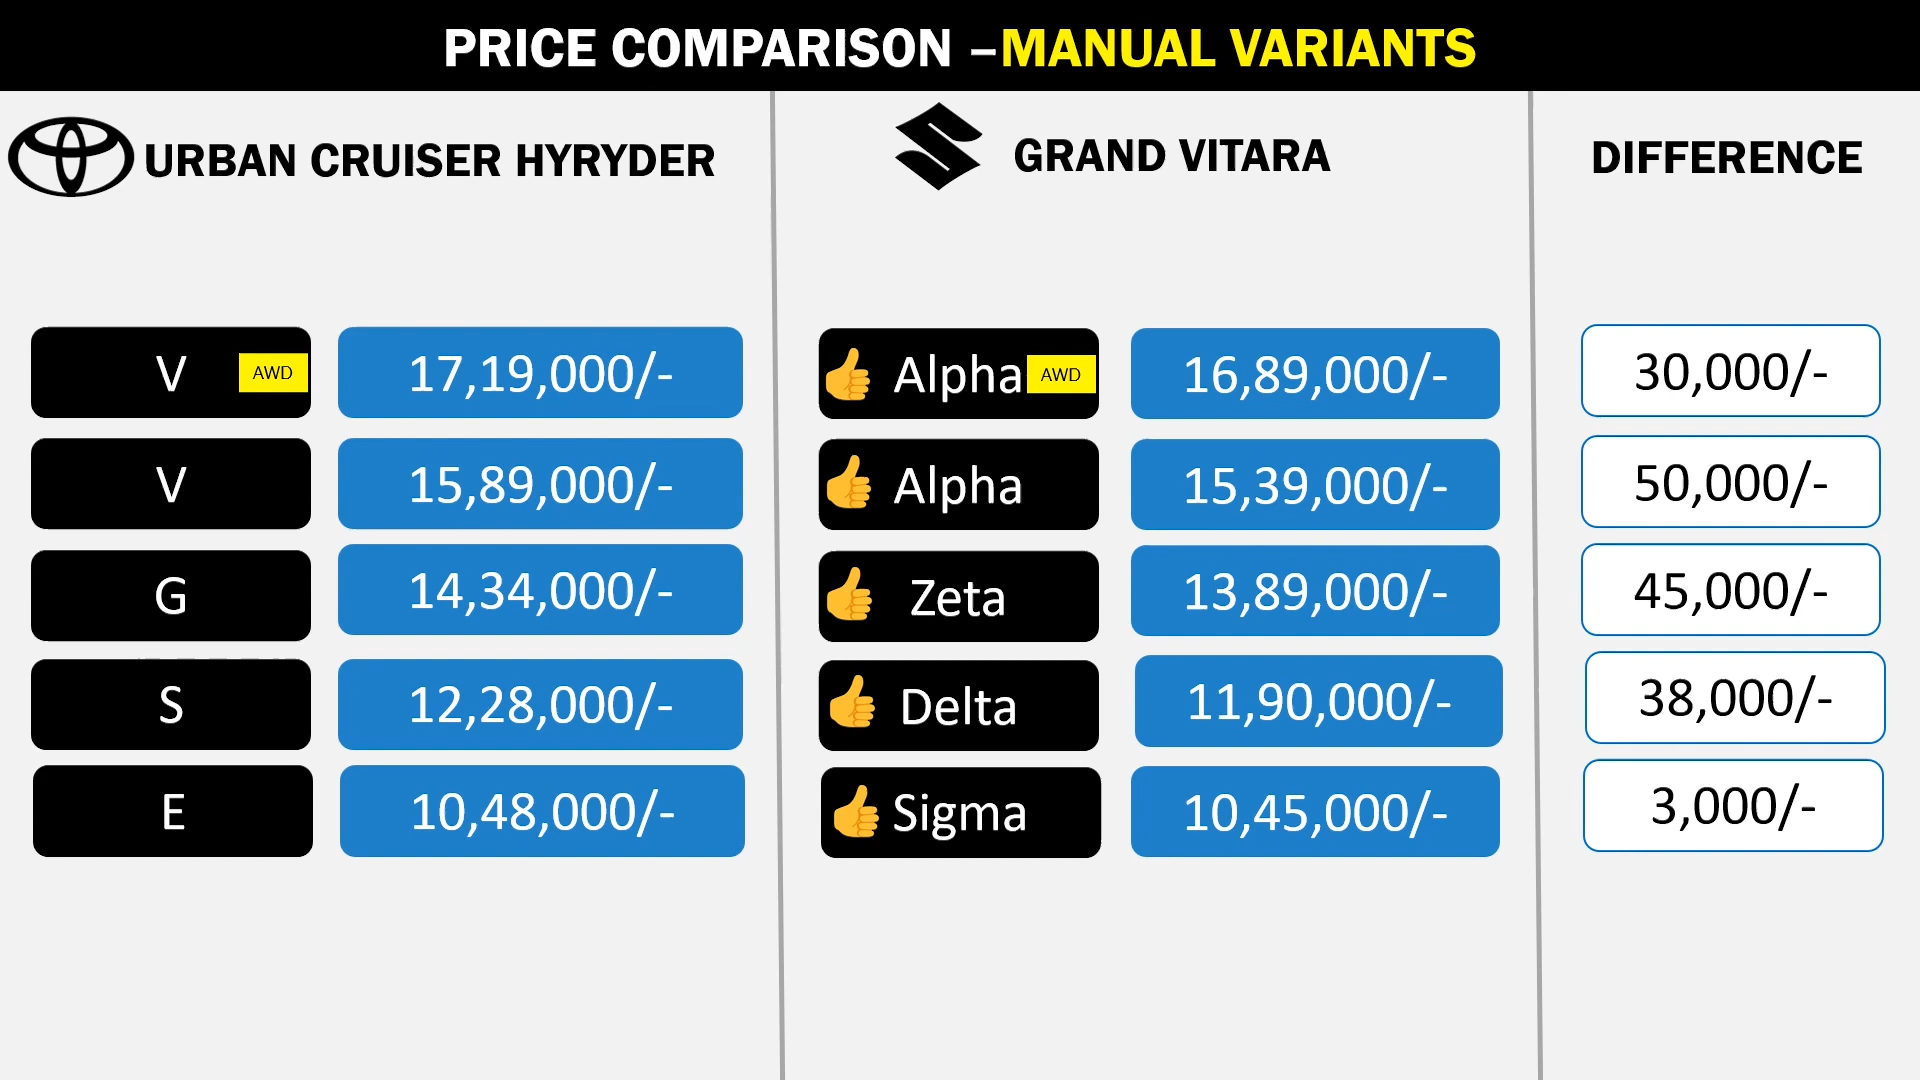 PRICE COMPARISON –MANUAL VARIANTS
URBAN CRUISER HYRYDER
GRAND VITARA
DIFFERENCE
V AWD 17,19,000/- Alpha AWD 16,89,000/- 30,000/-
V 15,89,000/- Alpha 15,39,000/- 50,000/-
G 14,34,000/- Zeta 13,89,000/- 45,000/-
S 12,28,000/- Delta 11,90,000/- 38,000/-
E 10,48,000/- Sigma 10,45,000/- 3,000/-